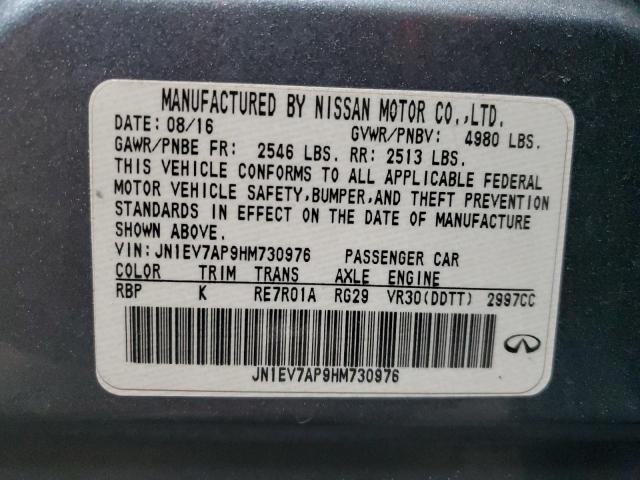 MANUFACTURED BY NISSAN MOTOR CO.,LTD.
DATE: 08/16 GVWR/PNBV: 4980 LBS.
GAWR/PNBE FR: 2546 LBS. RR: 2513 LBS.
THIS VEHICLE CONFORMS TO ALL APPLICABLE FEDERAL
MOTOR VEHICLE SAFETY,BUMPER,AND THEFT PREVENTION
STANDARDS IN EFFECT ON THE DATE OF MANUFACTURE
SHOWN ABOVE.
VIN:JN1EV7AP9HM730976 PASSENGER CAR
COLOR TRIM TRANS AXLE ENGINE
RBP K RE7R01A RG29 VR30(DDTT) 2997CC
JN1EV7AP9HM730976